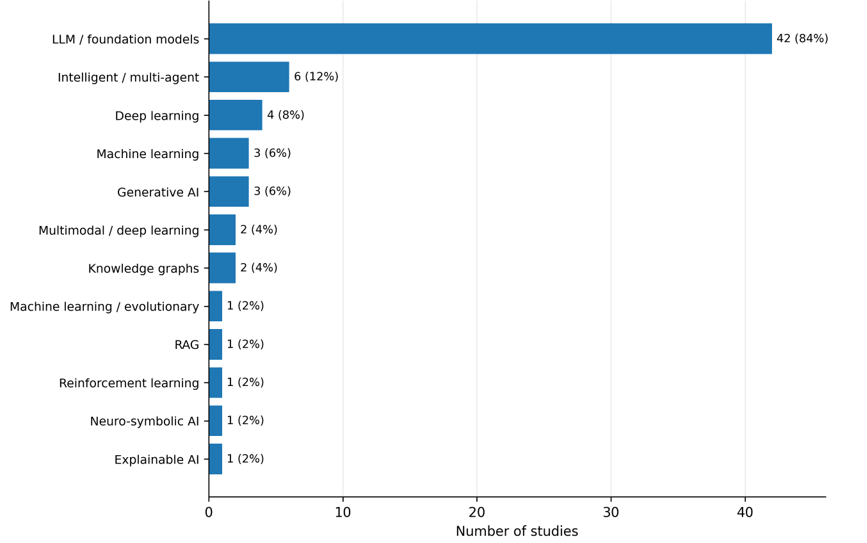 LLM / foundation models 42 (84%)
Intelligent / multi-agent 6 (12%)
Deep learning 4 (8%)
Machine learning 3 (6%)
Generative AI 3 (6%)
Multimodal / deep learning 2 (4%)
Knowledge graphs 2 (4%)
Machine learning / evolutionary 1 (2%)
RAG 1 (2%)
Reinforcement learning 1 (2%)
Neuro-symbolic AI 1 (2%)
Explainable AI 1 (2%)
0 10 20 30 40
Number of studies